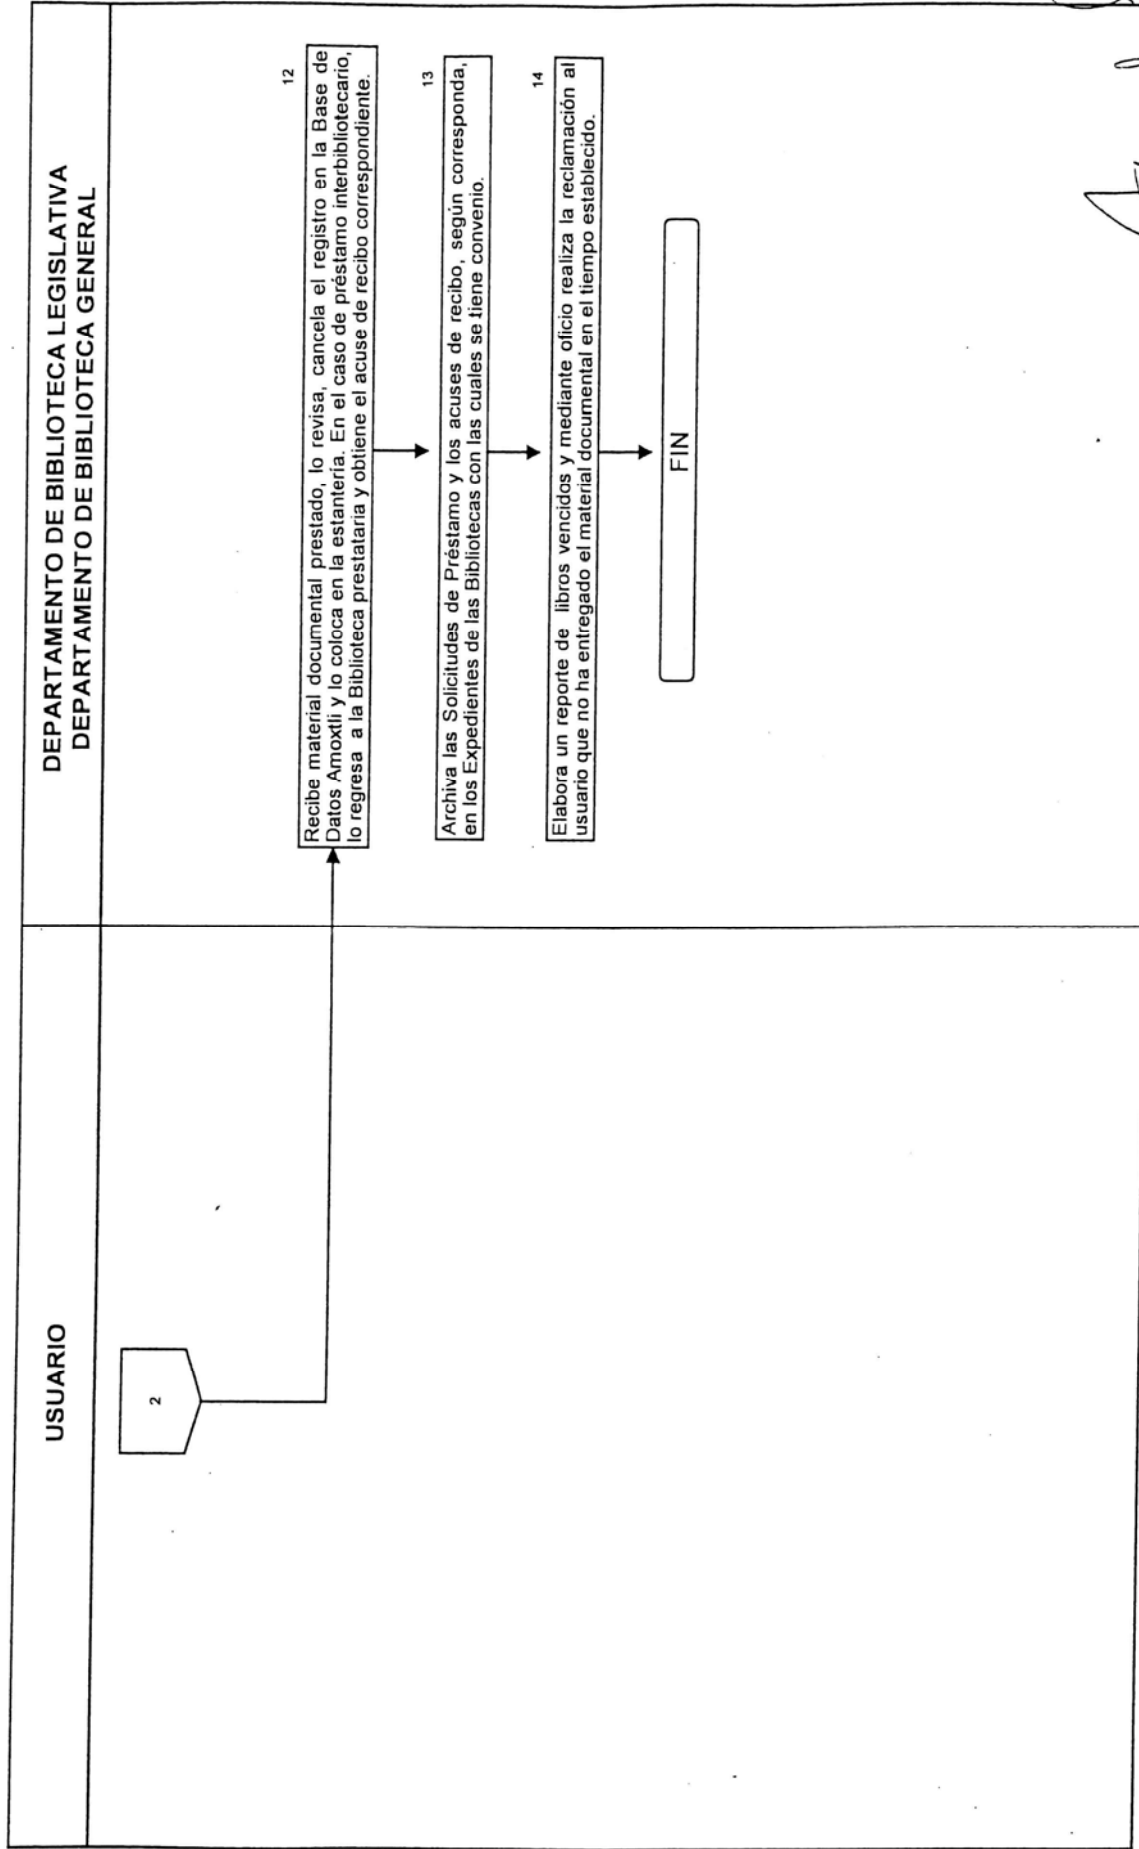 USUARIO
DEPARTAMENTO DE BIBLIOTECA LEGISLATIVA
DEPARTAMENTO DE BIBLIOTECA GENERAL
2
12
Recibe material documental prestado, lo revisa, cancela el registro en la Base de
Datos Amoxtli y lo coloca en la estantería. En el caso de préstamo interbibliotecario,
lo regresa a la Biblioteca prestataria y obtiene el acuse de recibo correspondiente.
13
Archiva las Solicitudes de Préstamo y los acuses de recibo, según corresponda,
en los Expedientes de las Bibliotecas con las cuales se tiene convenio.
14
Elabora un reporte de libros vencidos y mediante oficio realiza la reclamación al
usuario que no ha entregado el material documental en el tiempo establecido.
FIN